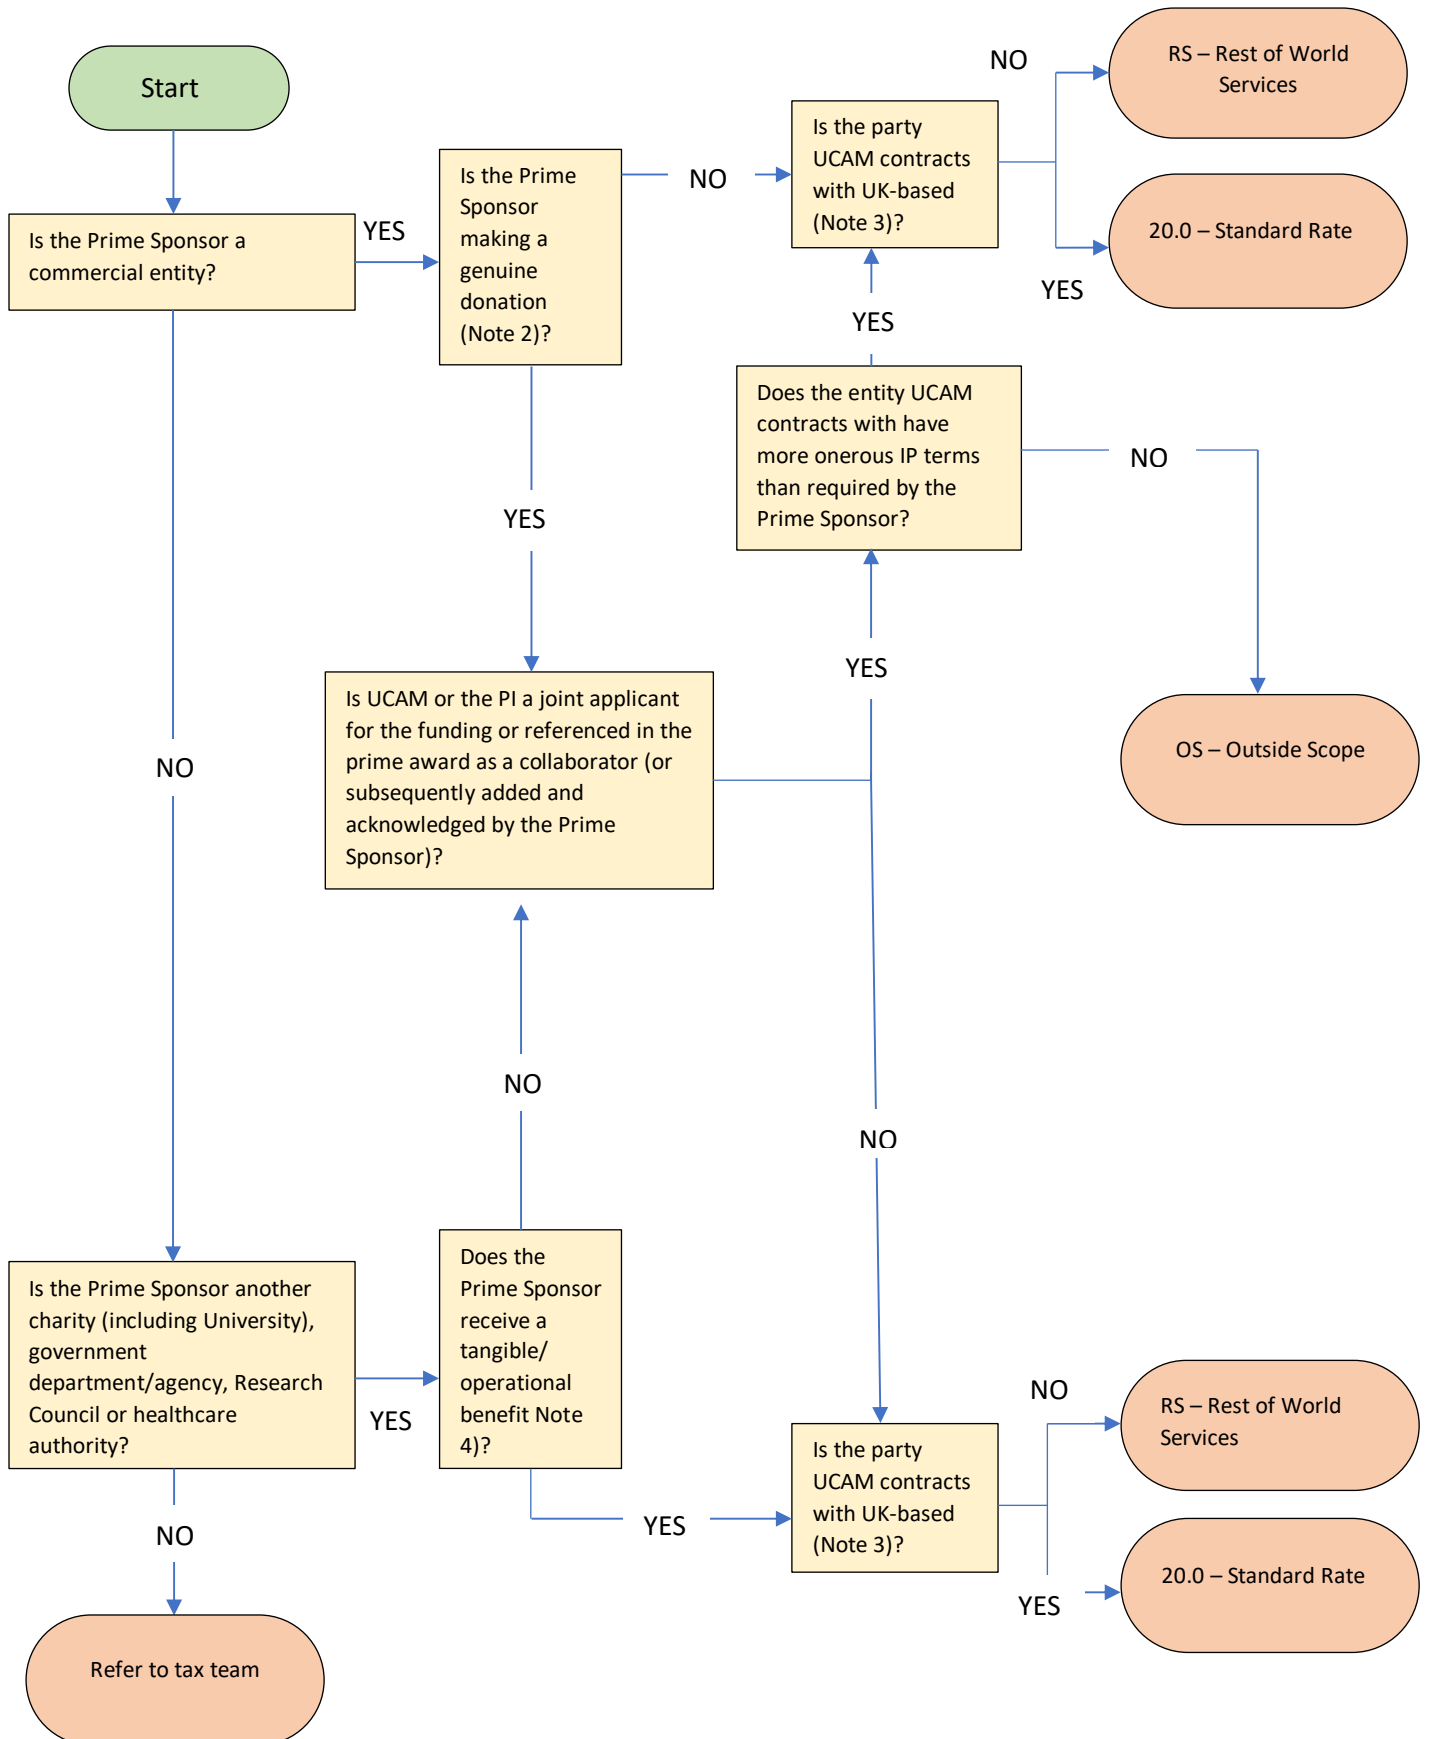 Start
Is the Prime Sponsor a
commercial entity?
YES
Is the Prime
Sponsor
making a
genuine
donation
(Note 2)?
NO
Is the party
UCAM contracts
with UK-based
(Note 3)?
NO
RS – Rest of World
Services
YES
20.0 – Standard Rate
YES
Does the entity UCAM
contracts with have
more onerous IP terms
than required by the
Prime Sponsor?
NO
OS – Outside Scope
YES
YES
Is UCAM or the PI a joint applicant
for the funding or referenced in the
prime award as a collaborator (or
subsequently added and
acknowledged by the Prime
Sponsor)?
NO
NO
NO
Is the Prime Sponsor another
charity (including University),
government
department/agency, Research
Council or healthcare
authority?
YES
Does the
Prime Sponsor
receive a
tangible/
operational
benefit Note
4)?
YES
Is the party
UCAM contracts
with UK-based
(Note 3)?
NO
RS – Rest of World
Services
YES
20.0 – Standard Rate
NO
Refer to tax team